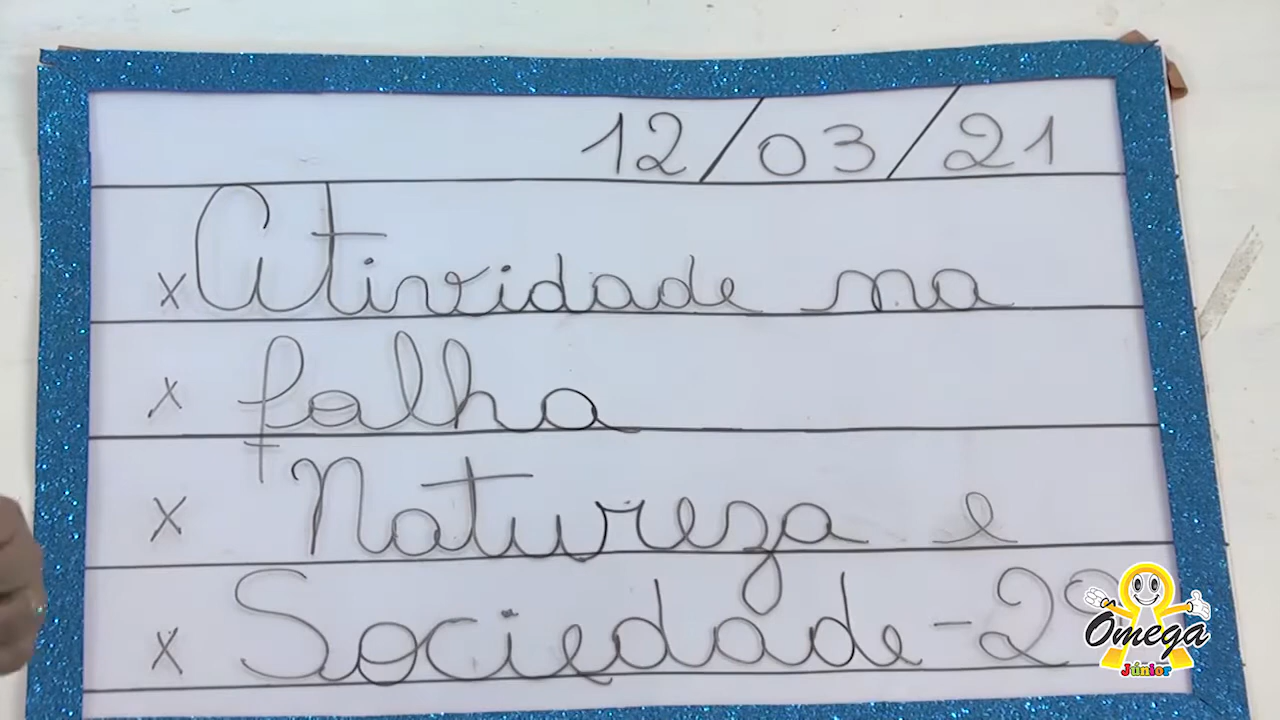 12/03/21
x Atividade na
x folha
x Natureza e
x Sociedade - 2º
Omega
Júnior